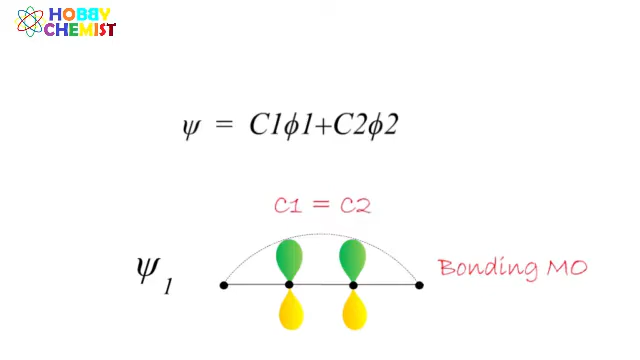 HOBBY
CHEMIST
ψ = C1ϕ1+C2ϕ2
C1 = C2
ψ1
Bonding MO